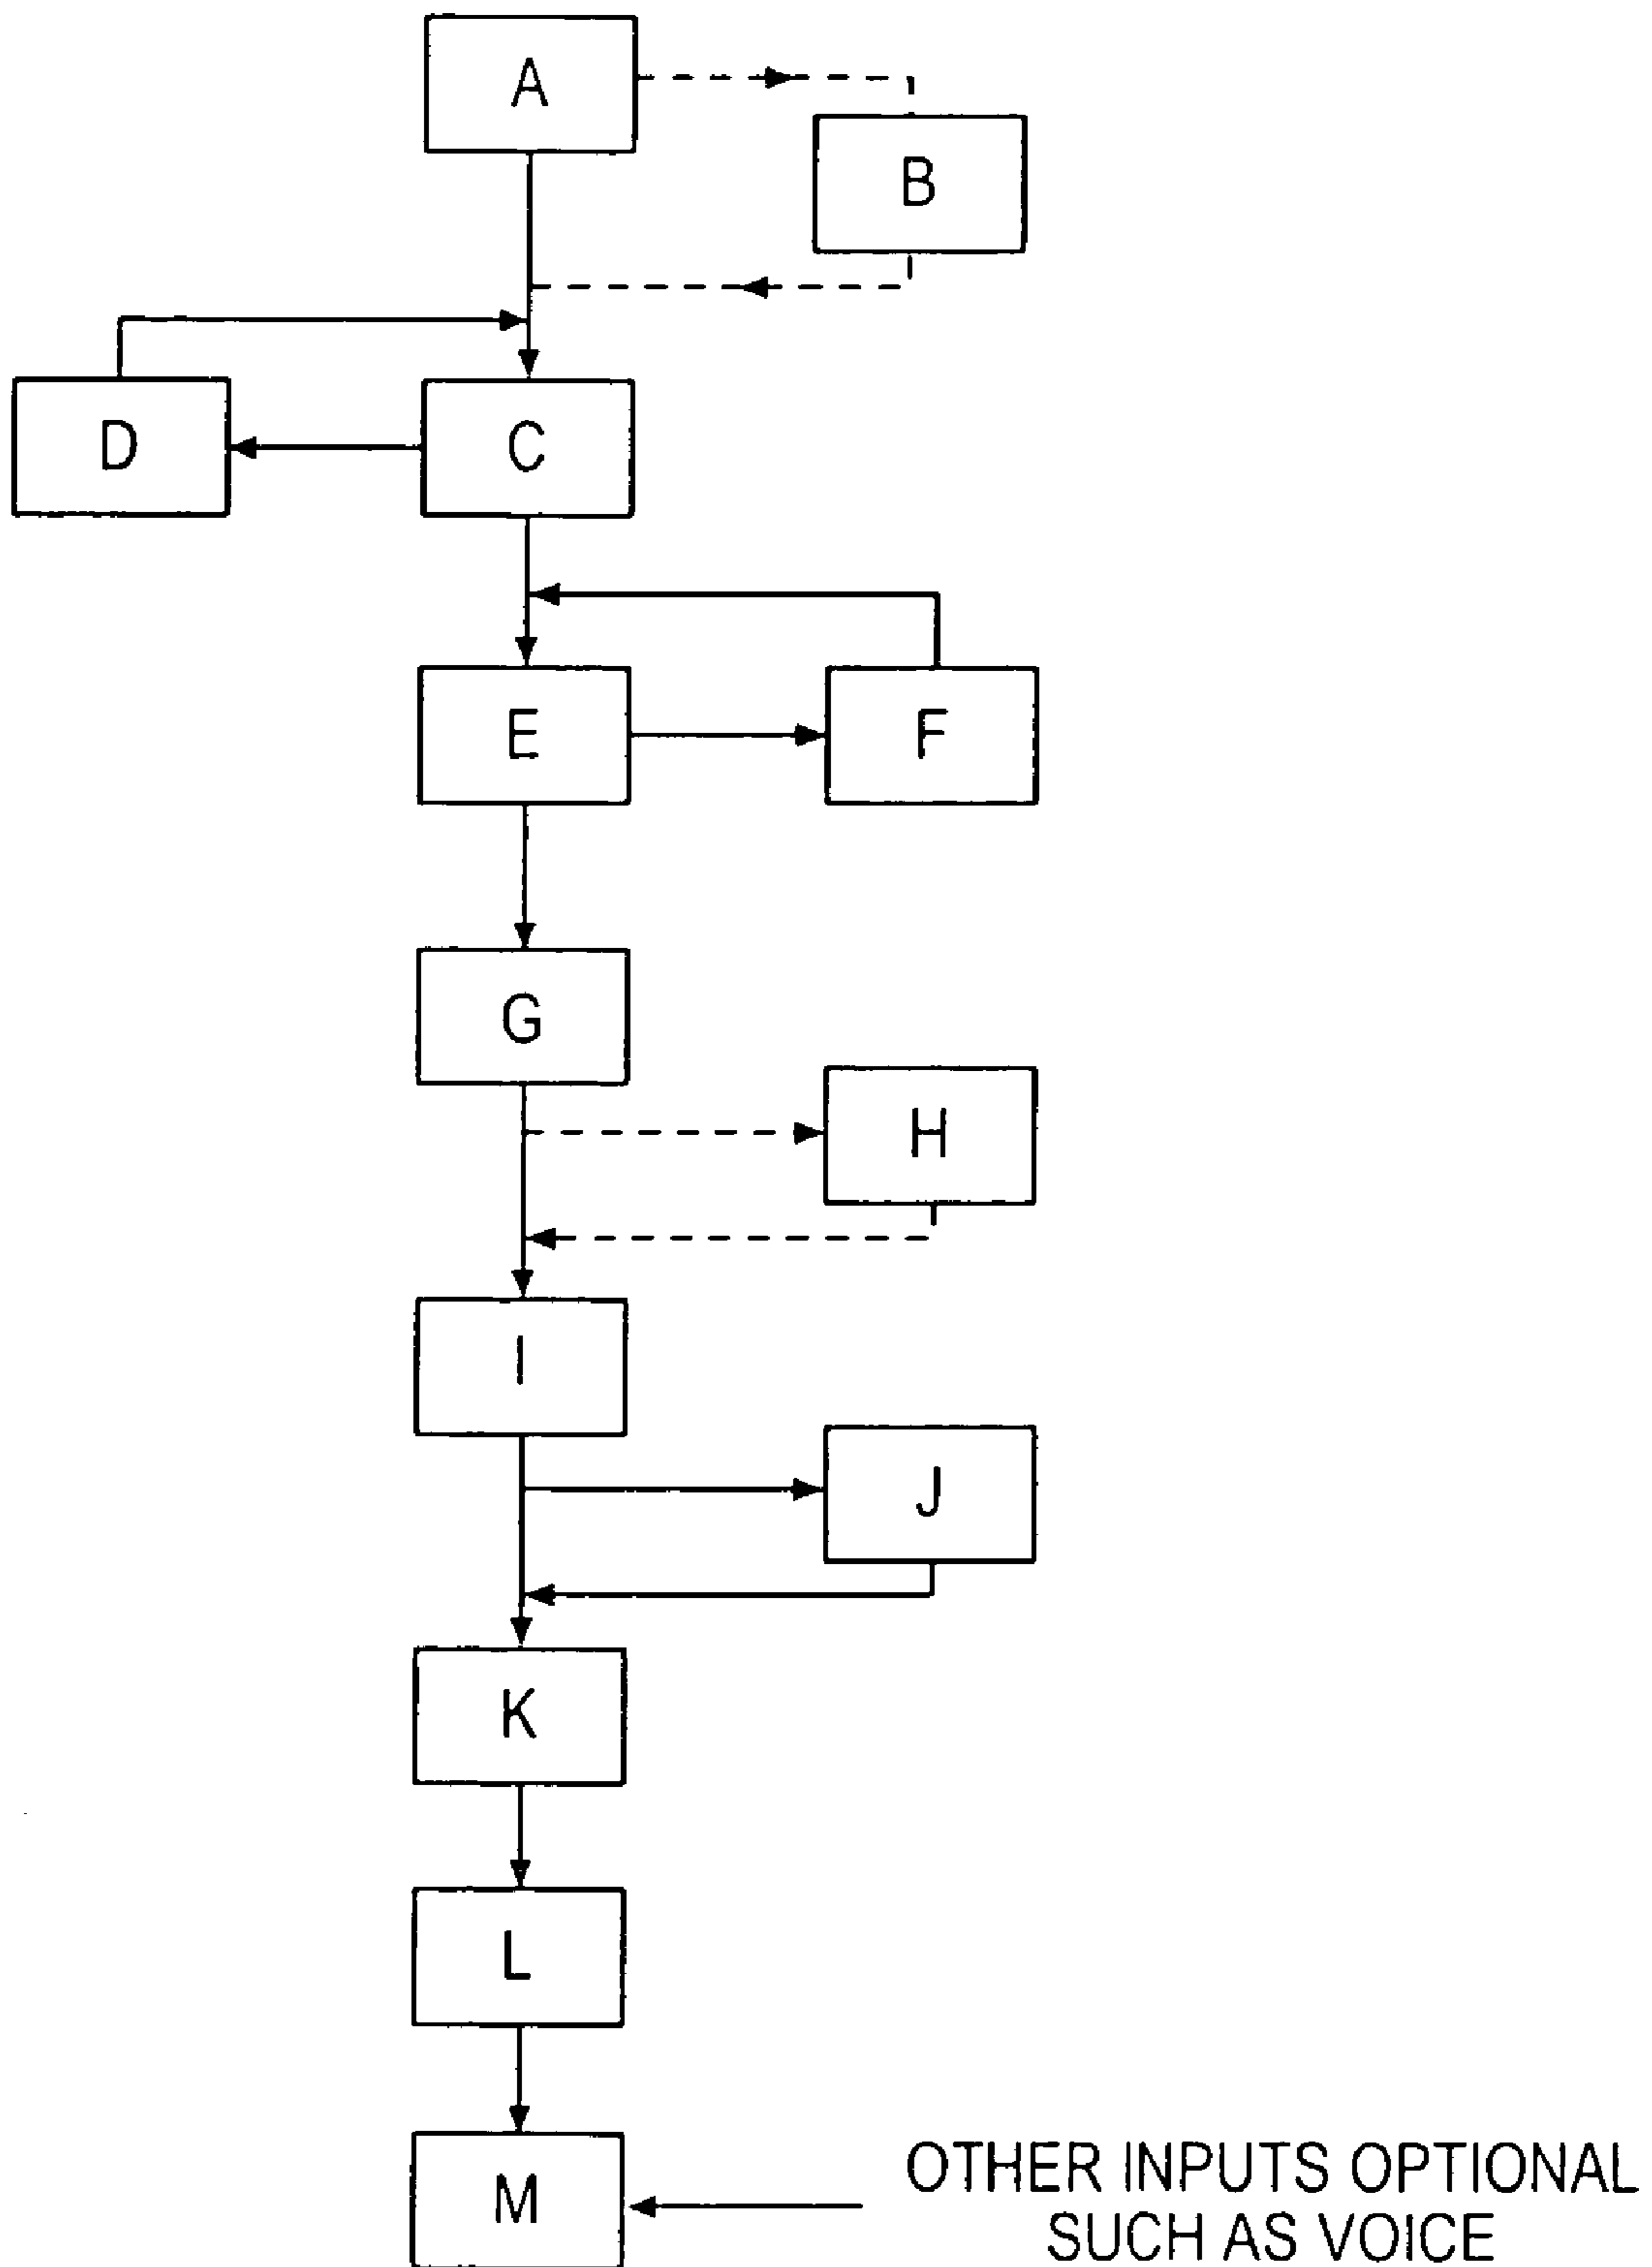 A
B
D
C
E
F
G
H
I
J
K
L
M
OTHER INPUTS OPTIONAL
SUCH AS VOICE